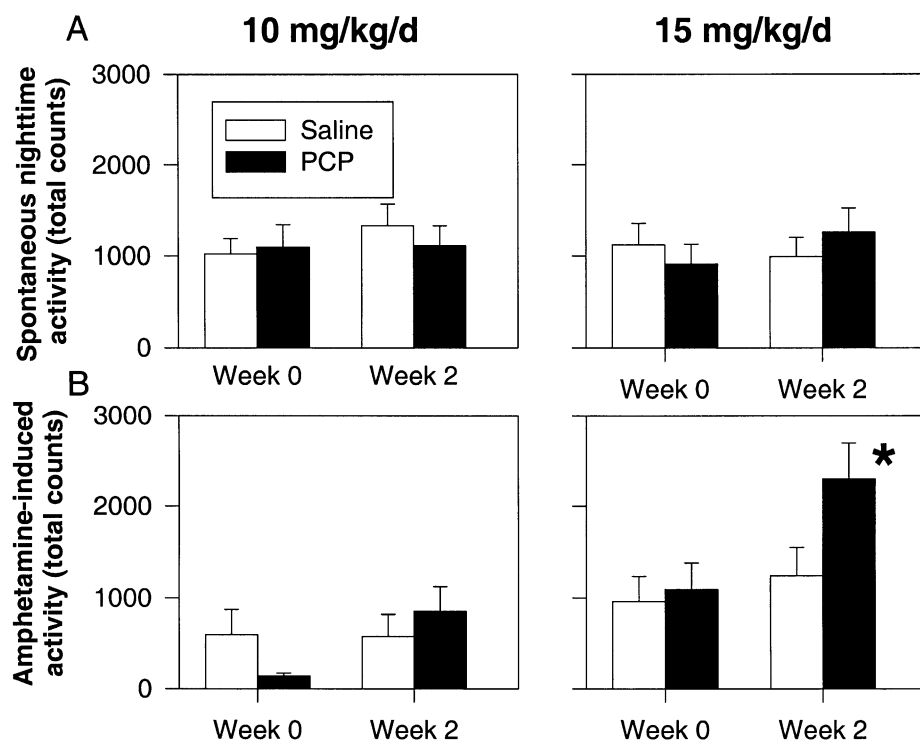 A
10 mg/kg/d
15 mg/kg/d
Spontaneous nighttime
activity (total counts)
3000
2000
1000
0
Saline
PCP
Week 0
Week 2
Week 0
Week 2
B
Amphetamine-induced
activity (total counts)
3000
2000
1000
0
*
Week 0
Week 2
Week 0
Week 2